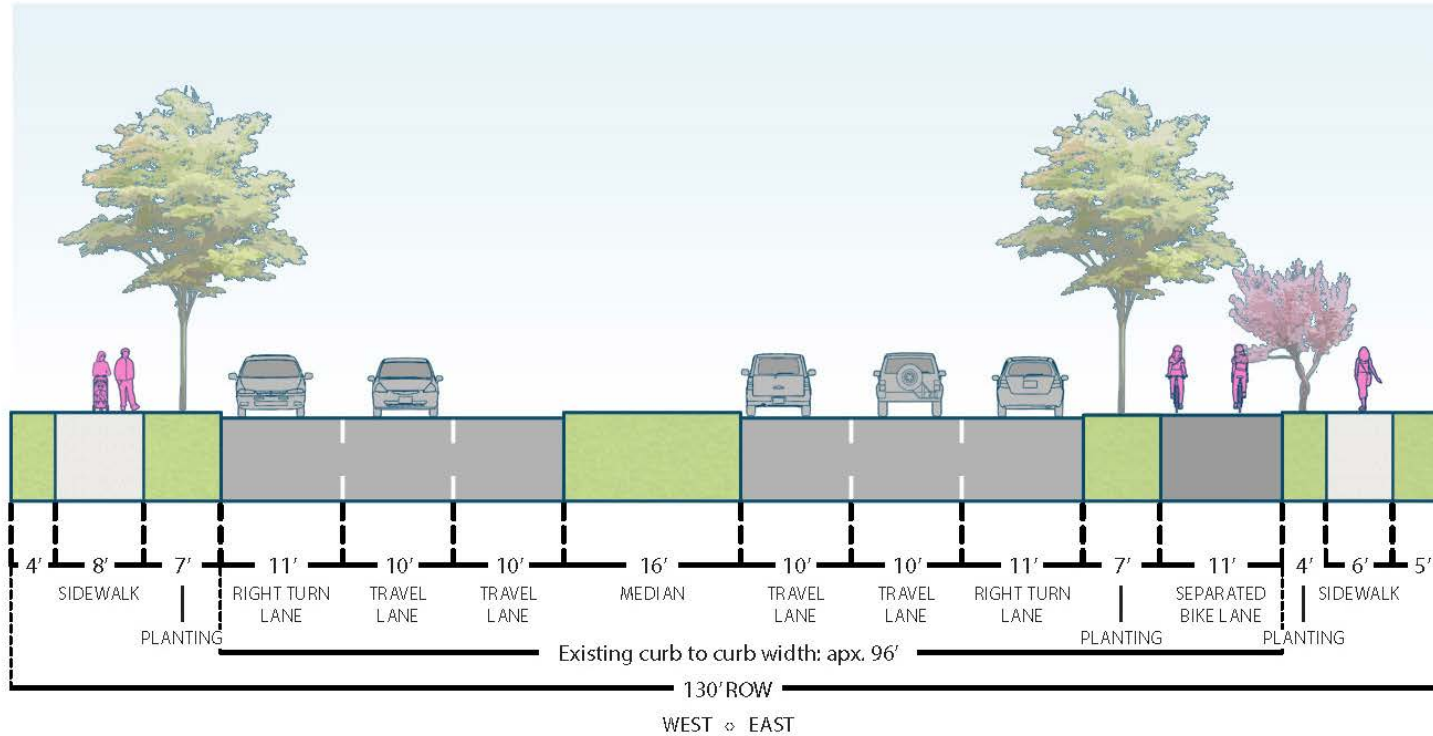 4’ 8’ 7’ 11’ 10’ 10’ 16’ 10’ 10’ 11’ 7’ 11’ 4’ 6’ 5’
SIDEWALK RIGHT TURN TRAVEL TRAVEL MEDIAN TRAVEL TRAVEL RIGHT TURN SEPARATED SIDEWALK
LANE LANE LANE LANE LANE LANE BIKE LANE
PLANTING PLANTING PLANTING
Existing curb to curb width: apx. 96’
130’ ROW
WEST ◇ EAST